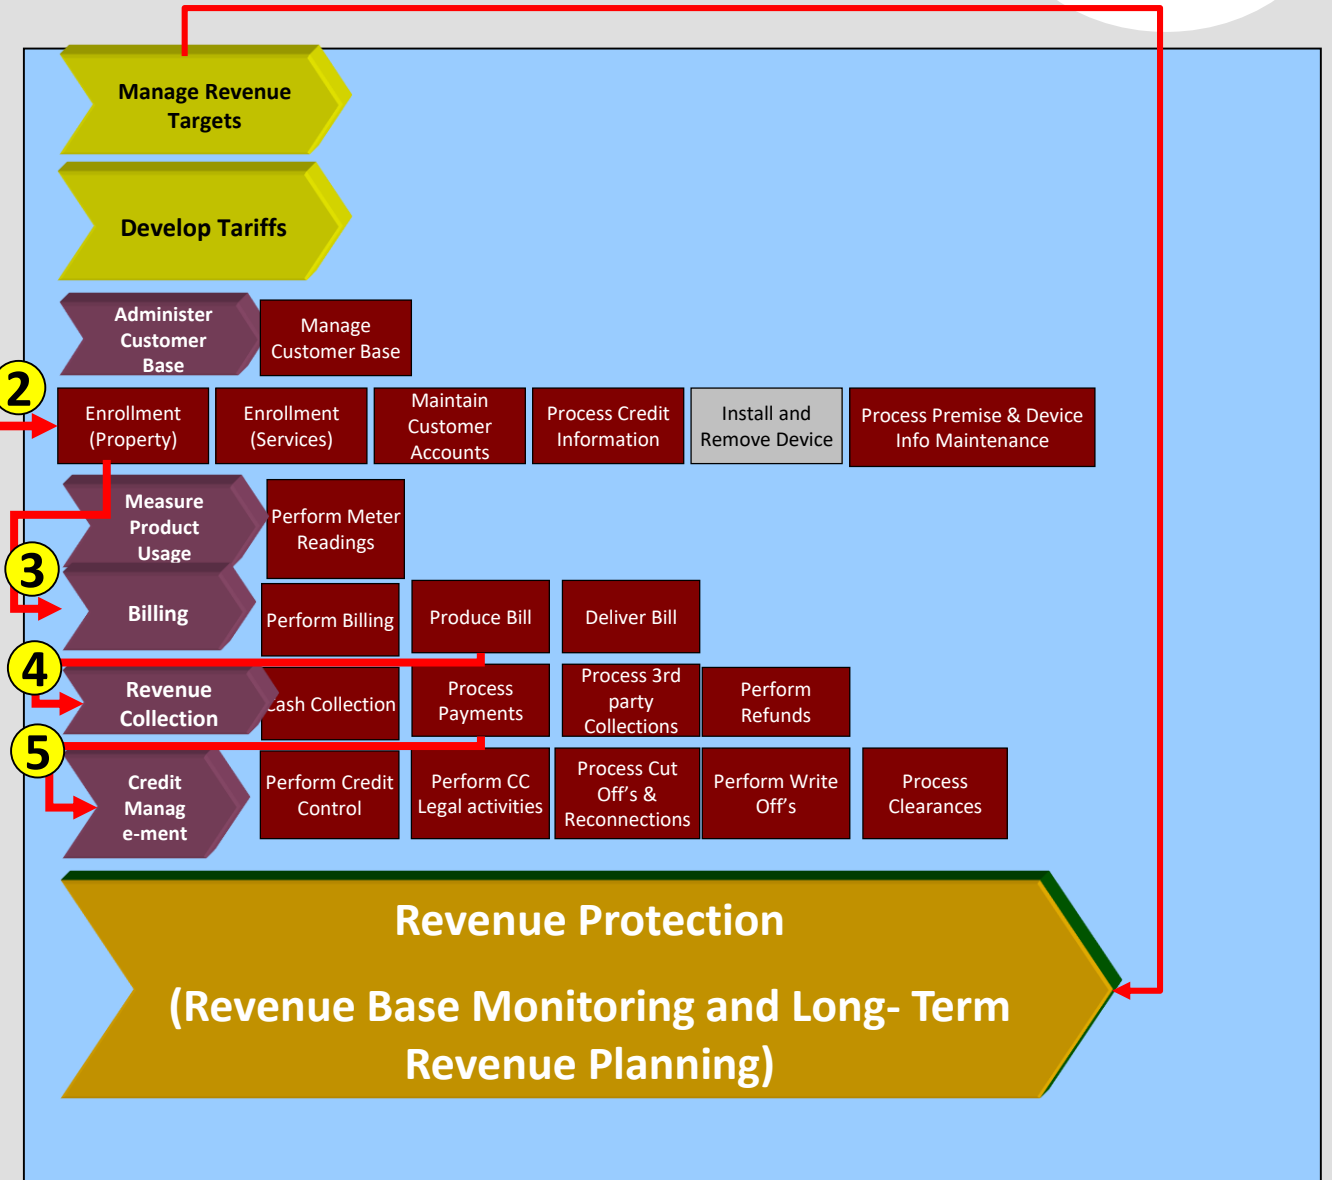 Manage Revenue
Targets
Develop Tariffs
Administer
Customer
Base
Manage
Customer Base
2
Enrollment
(Property)
Enrollment
(Services)
Maintain
Customer
Accounts
Process Credit
Information
Install and
Remove Device
Process Premise & Device
Info Maintenance
Measure
Product
Usage
Perform Meter
Readings
3
Billing
Perform Billing
Produce Bill
Deliver Bill
4
Revenue
Collection
Cash Collection
Process
Payments
Process 3rd
party
Collections
Perform
Refunds
5
Credit
Manag
e-ment
Perform Credit
Control
Perform CC
Legal activities
Process Cut
Off's &
Reconnections
Perform Write
Off's
Process
Clearances
Revenue Protection
(Revenue Base Monitoring and Long- Term
Revenue Planning)